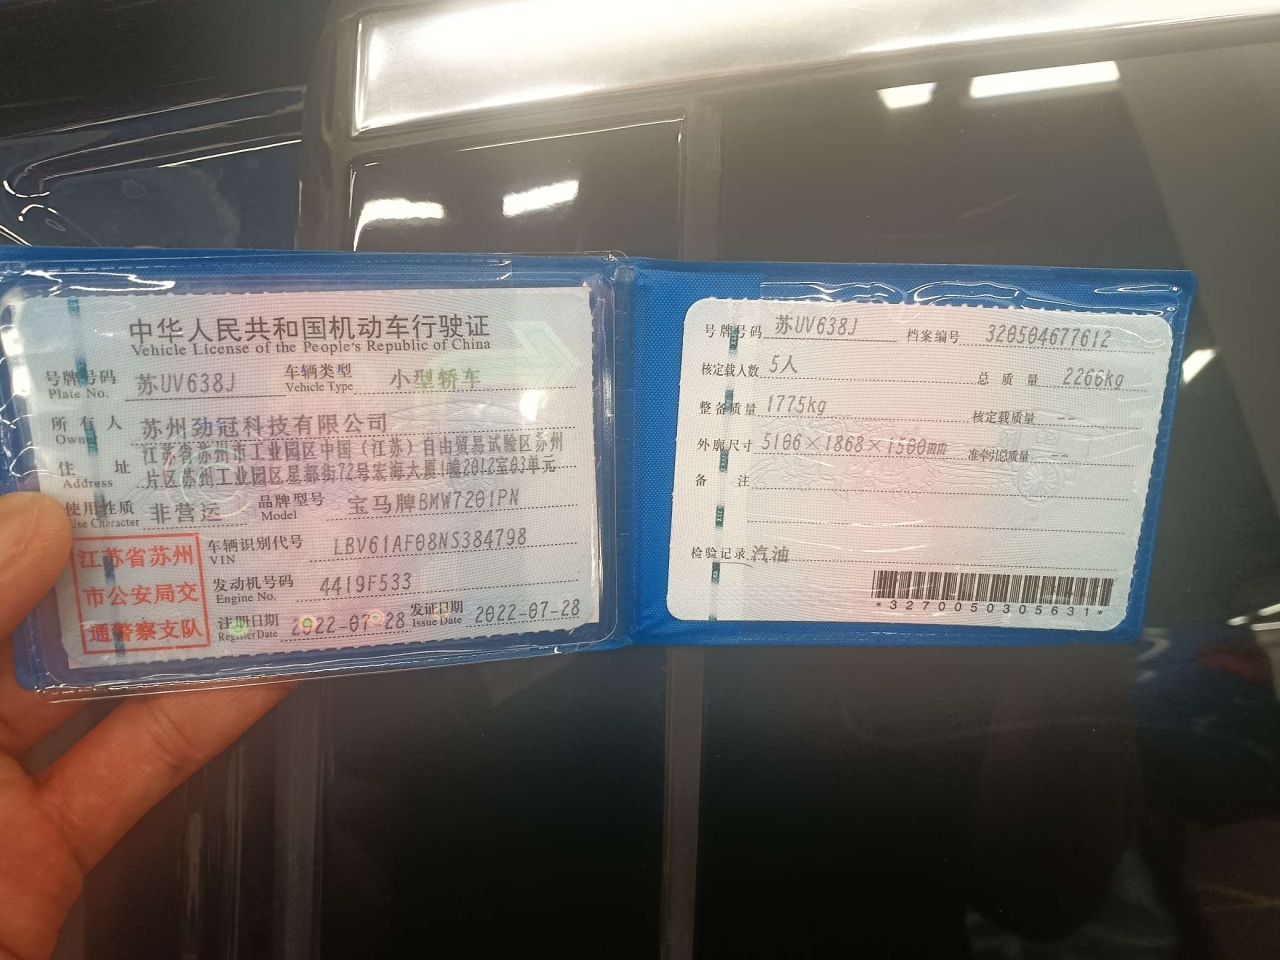 中华人民共和国机动车行驶证
Vehicle License of the People's Republic of China
号牌号码 苏UV638J 车辆类型 小型轿车
Plate No. Vehicle Type
所有人 苏州劲冠科技有限公司
Owner
住址 江苏省苏州市工业园区中国（江苏）自由贸易试验区苏州
Address 片区苏州工业园区星都街72号宏海大厦1幢2012室03单元
使用性质 非营运 品牌型号 宝马牌BMW7201PN
Use Character Model
车辆识别代号 LBV61AF08NS384798
VIN
发动机号码 4419F533
Engine No.
注册日期 2022-07-28 发证日期 2022-07-28
Register Date Issue Date
江苏省苏州
市公安局交
通警察支队
号牌号码 苏UV638J 档案编号 320504677612
核定载人数 5人 总质量 2266kg
整备质量 1775kg 核定载质量 --
外廓尺寸 5106×1868×1500mm 准牵引总质量 --
备注
检验记录 汽油
*3270050305631*